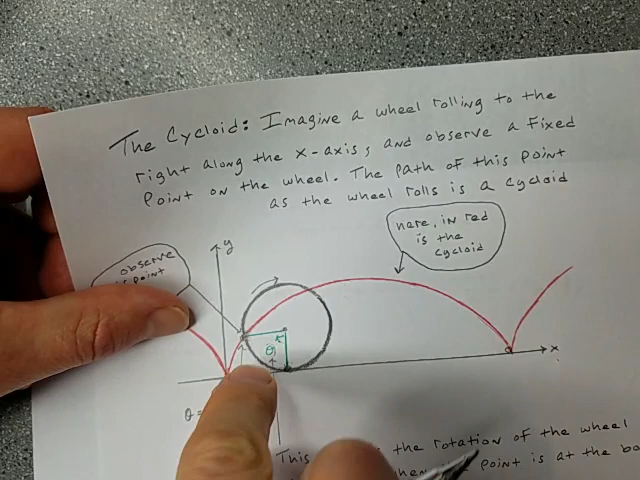 The Cycloid: Imagine a wheel rolling to the
right along the x-axis, and observe a fixed
point on the wheel. The path of this point
as the wheel rolls is a cycloid
here, in red
is the
cycloid
observe
point
y
r
θ
x
θ =
This the rotation of the wheel
point is at the bo